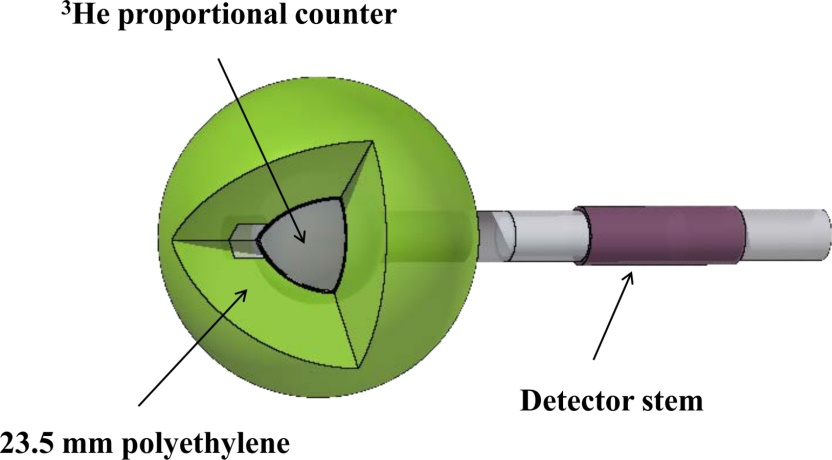 ³He proportional counter
Detector stem
23.5 mm polyethylene